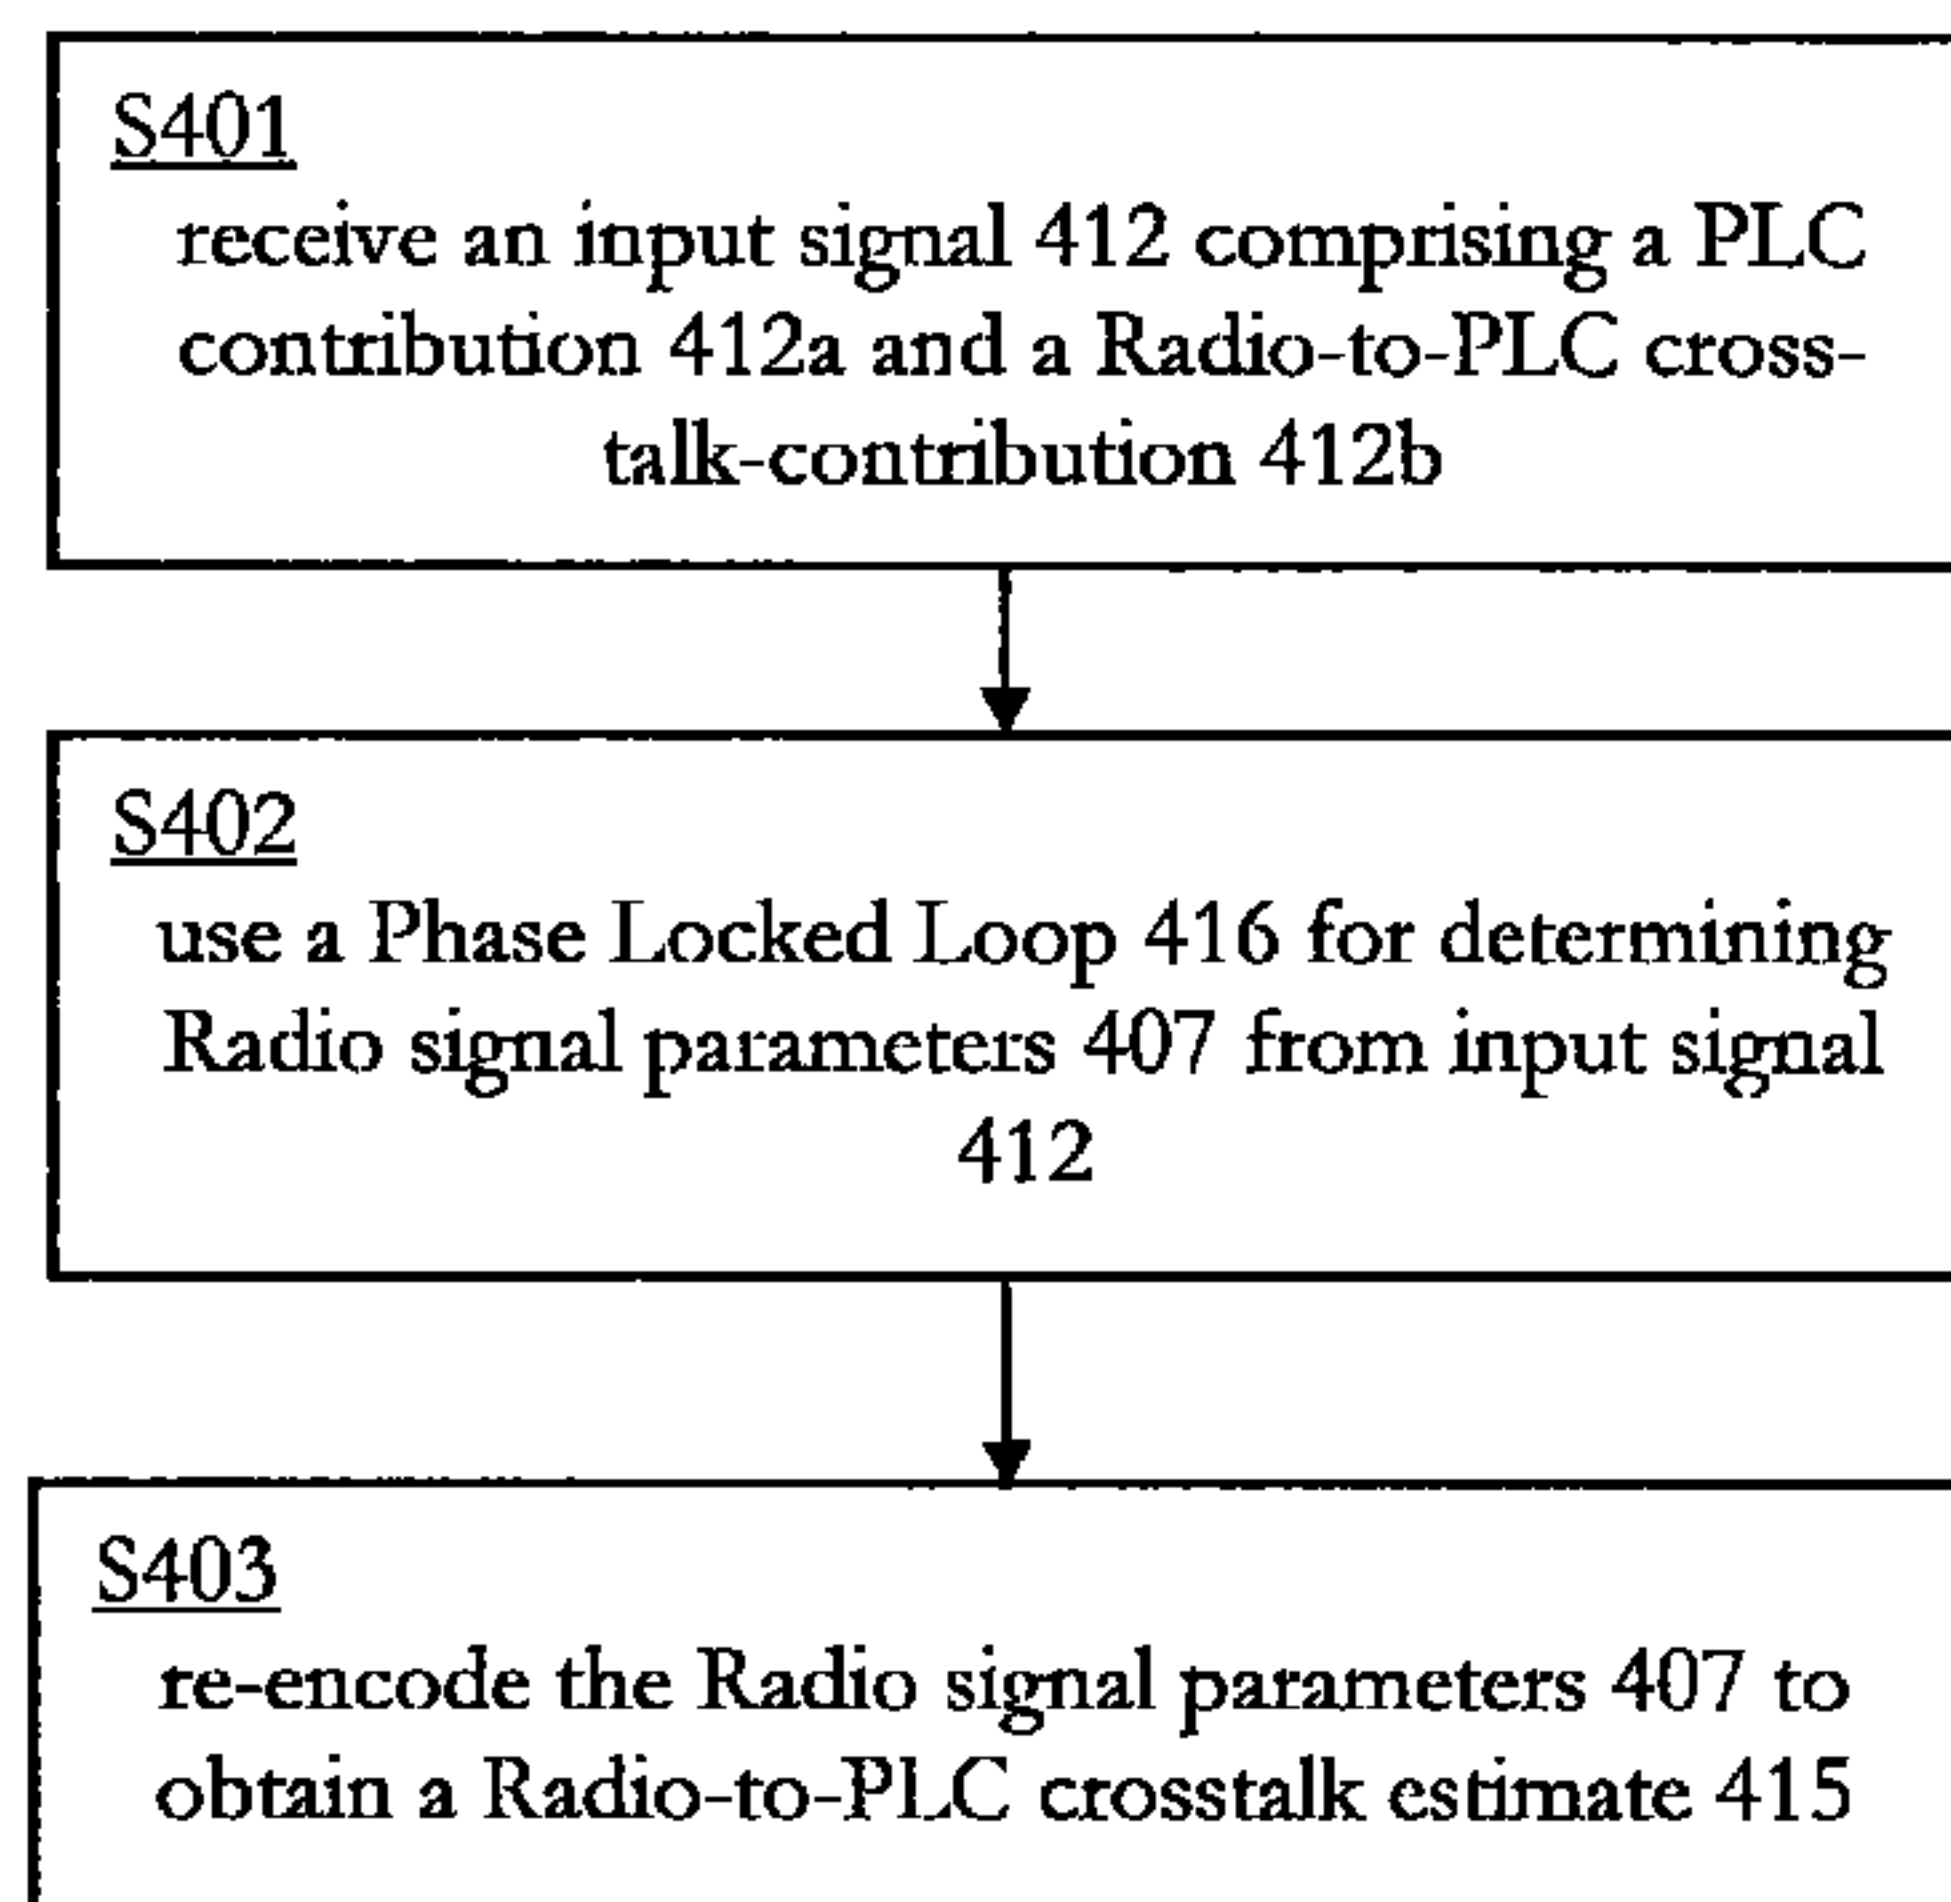 S401
receive an input signal 412 comprising a PLC
contribution 412a and a Radio-to-PLC cross-
talk-contribution 412b
S402
use a Phase Locked Loop 416 for determining
Radio signal parameters 407 from input signal
412
S403
re-encode the Radio signal parameters 407 to
obtain a Radio-to-PLC crosstalk estimate 415